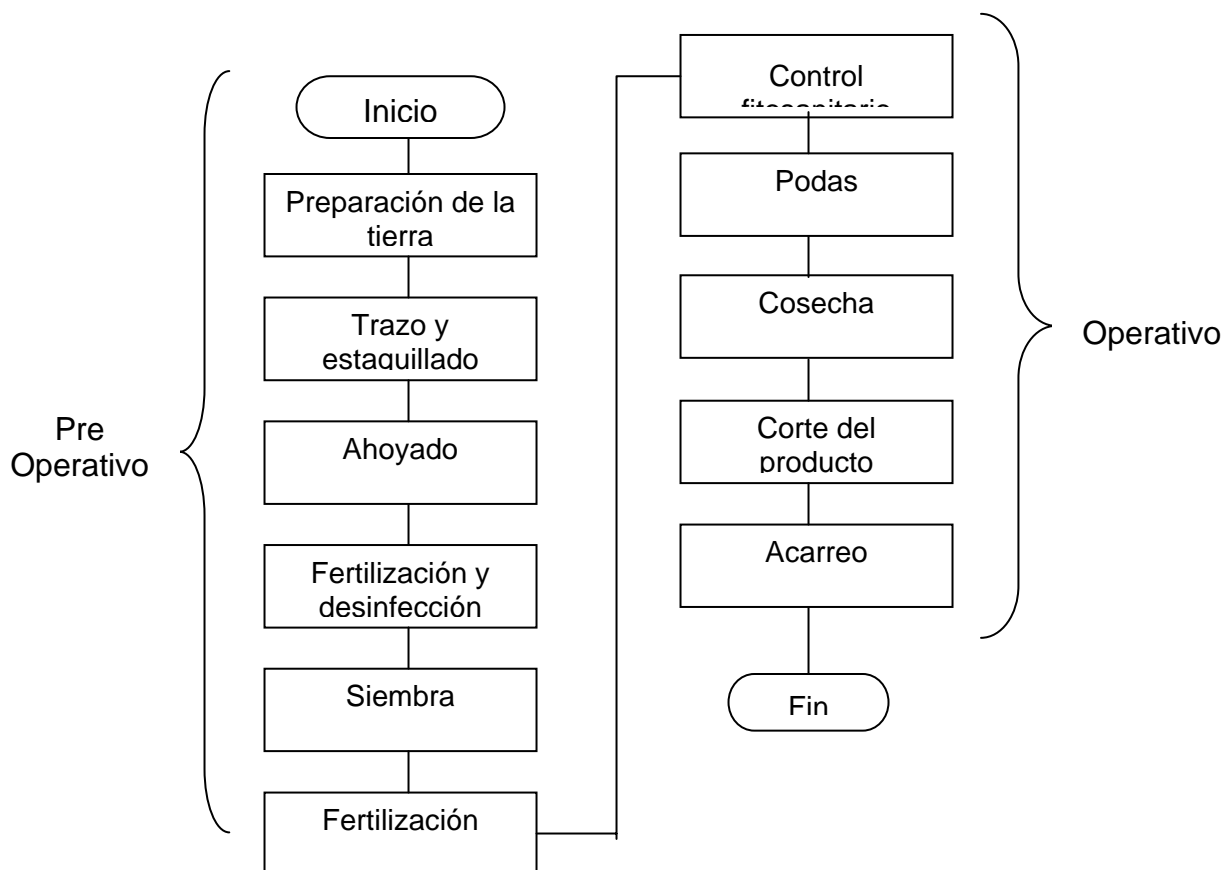 Pre
Operativo
Inicio
Preparación de la
tierra
Trazo y
estaquillado
Ahoyado
Fertilización y
desinfección
Siembra
Fertilización
Control
fitosanitario
Podas
Cosecha
Corte del
producto
Acarreo
Fin
Operativo